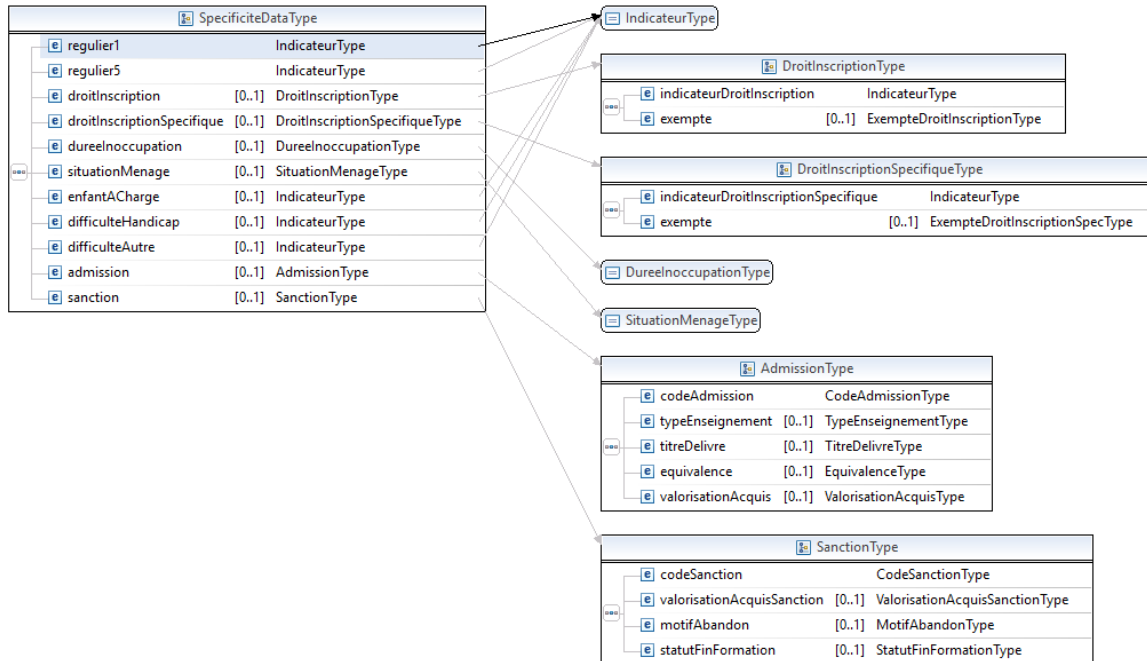 SpecificiteDataType
regulier1 IndicateurType
regulier5 IndicateurType
droitInscription [0..1] DroitInscriptionType
droitInscriptionSpecifique [0..1] DroitInscriptionSpecifiqueType
dureeInoccupation [0..1] DureeInoccupationType
situationMenage [0..1] SituationMenageType
enfantACharge [0..1] IndicateurType
difficulteHandicap [0..1] IndicateurType
difficulteAutre [0..1] IndicateurType
admission [0..1] AdmissionType
sanction [0..1] SanctionType
IndicateurType
DroitInscriptionType
indicateurDroitInscription IndicateurType
exempte [0..1] ExempteDroitInscriptionType
DroitInscriptionSpecifiqueType
indicateurDroitInscriptionSpecifique IndicateurType
exempte [0..1] ExempteDroitInscriptionSpecType
DureeInoccupationType
SituationMenageType
AdmissionType
codeAdmission CodeAdmissionType
typeEnseignement [0..1] TypeEnseignementType
titreDelivre [0..1] TitreDelivreType
equivalence [0..1] EquivalenceType
valorisationAcquis [0..1] ValorisationAcquisType
SanctionType
codeSanction CodeSanctionType
valorisationAcquisSanction [0..1] ValorisationAcquisSanctionType
motifAbandon [0..1] MotifAbandonType
statutFinFormation [0..1] StatutFinFormationType